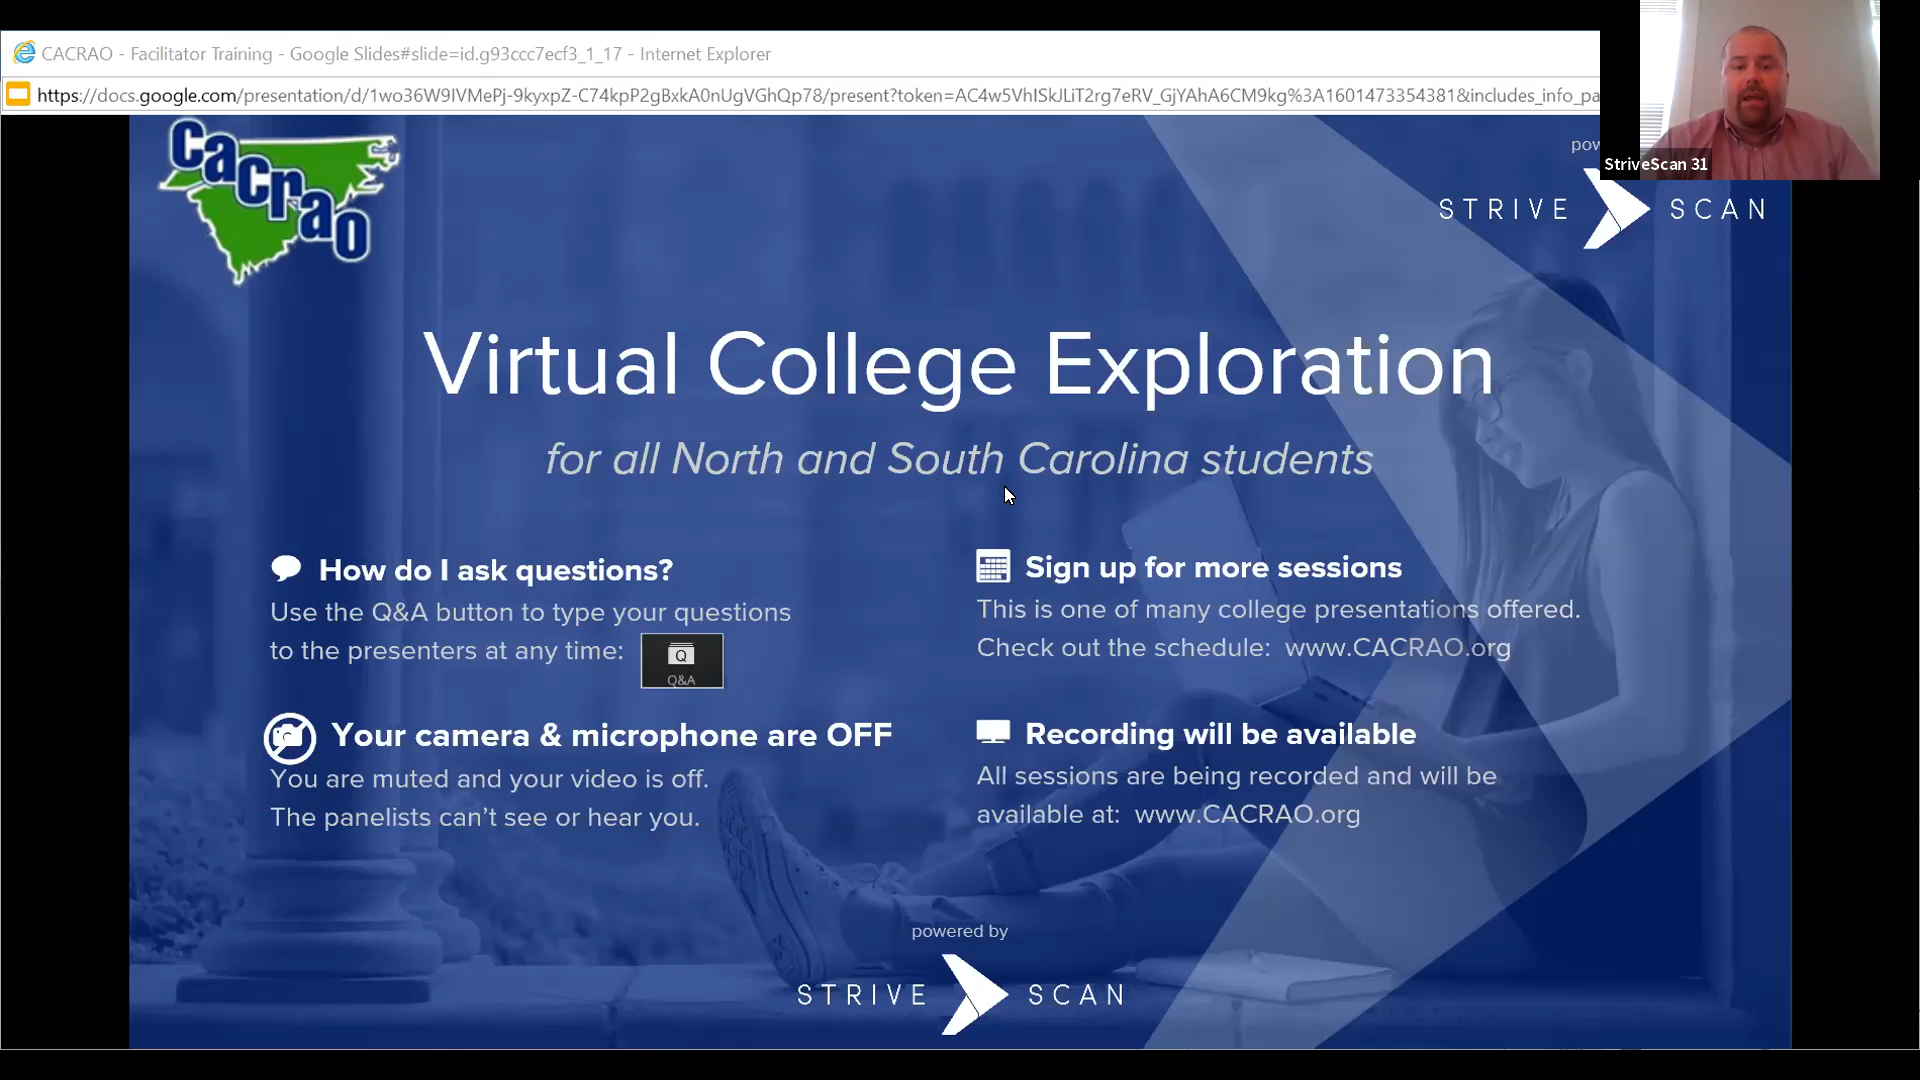 CACRAO - Facilitator Training - Google Slides#slide=id.g93ccc7ecf3_1_17 - Internet Explorer
https://docs.google.com/presentation/d/1wo36W9IVMePj-9kyxpZ-C74kpP2gBxkA0nUgVGhQp78/present?token=AC4w5VhISkJLiT2rg7eRV_GjYAhA6CM9kg%3A1601473354381&includes_info_pa
StriveScan 31
cacrao
pow
STRIVE SCAN
Virtual College Exploration
for all North and South Carolina students
How do I ask questions?
Use the Q&A button to type your questions
to the presenters at any time:
Q
Q&A
Your camera & microphone are OFF
You are muted and your video is off.
The panelists can't see or hear you.
Sign up for more sessions
This is one of many college presentations offered.
Check out the schedule: www.CACRAO.org
Recording will be available
All sessions are being recorded and will be
available at: www.CACRAO.org
powered by
STRIVE SCAN